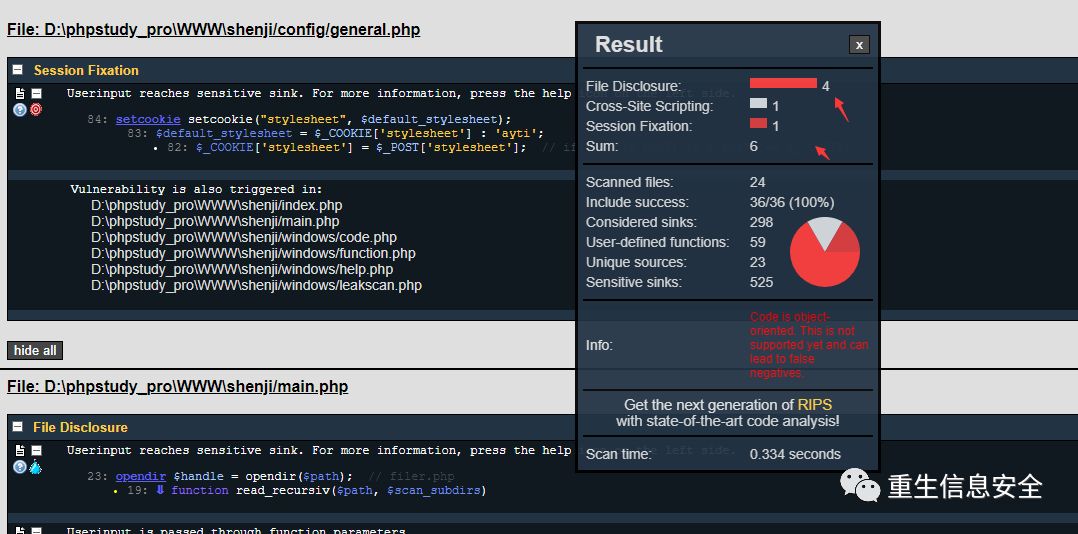 File: D:\phpstudy_pro\WWW\shenji/config/general.php
Session Fixation
Userinput reaches sensitive sink. For more information, press the help icon on the left side.
84: setcookie setcookie("stylesheet", $default_stylesheet);
83: $default_stylesheet = $_COOKIE['stylesheet'] : 'ayti';
82: $_COOKIE['stylesheet'] = $_POST['stylesheet']; // if
Vulnerability is also triggered in:
D:\phpstudy_pro\WWW\shenji/index.php
D:\phpstudy_pro\WWW\shenji/main.php
D:\phpstudy_pro\WWW\shenji/windows/code.php
D:\phpstudy_pro\WWW\shenji/windows/function.php
D:\phpstudy_pro\WWW\shenji/windows/help.php
D:\phpstudy_pro\WWW\shenji/windows/leakscan.php
hide all
File: D:\phpstudy_pro\WWW\shenji/main.php
File Disclosure
Userinput reaches sensitive sink. For more information, press the help left side.
23: opendir $handle = opendir($path); // filer.php
19: ⇓ function read_recursiv($path, $scan_subdirs)
Userinput is passed through function parameters.
Result
x
File Disclosure: 4
Cross-Site Scripting: 1
Session Fixation: 1
Sum: 6
Scanned files: 24
Include success: 36/36 (100%)
Considered sinks: 298
User-defined functions: 59
Unique sources: 23
Sensitive sinks: 525
Info:
Code is object-
oriented. This is not
supported yet and can
lead to false
negatives.
Get the next generation of RIPS
with state-of-the-art code analysis!
Scan time: 0.334 seconds
重生信息安全